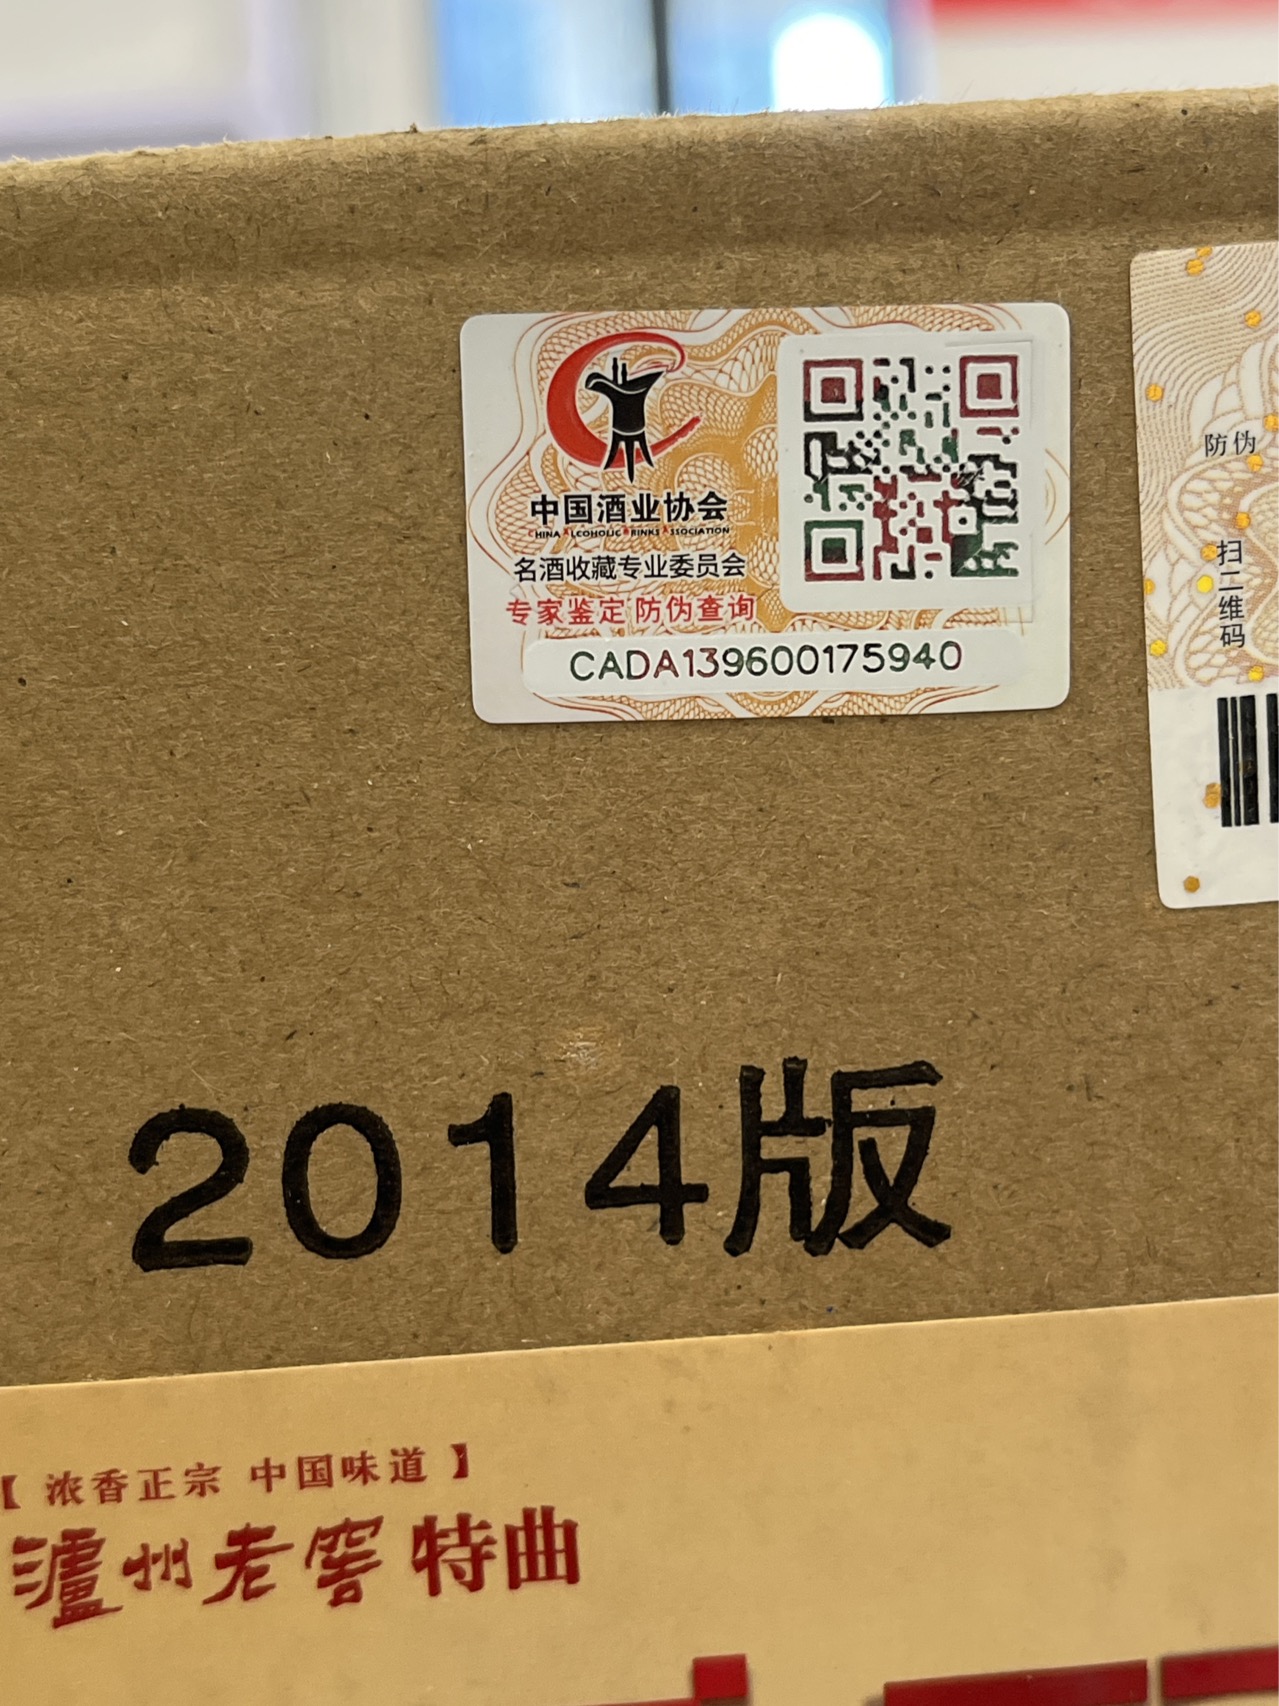 中国酒业协会
CHINA ALCOHOLIC DRINKS ASSOCIATION
名酒收藏专业委员会
专家鉴定防伪查询
CADA139600175940
防伪
扫二维码
2014版
【 浓香正宗 中国味道 】
泸州老窖 特曲